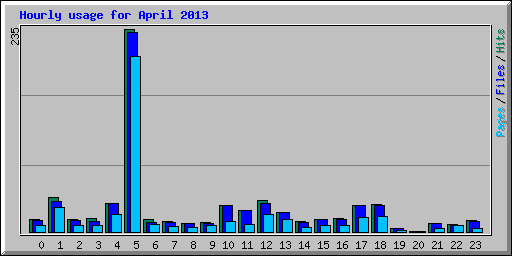 Hourly usage for April 2013
235
Pages/Files/Hits
0 1 2 3 4 5 6 7 8 9 10 11 12 13 14 15 16 17 18 19 20 21 22 23